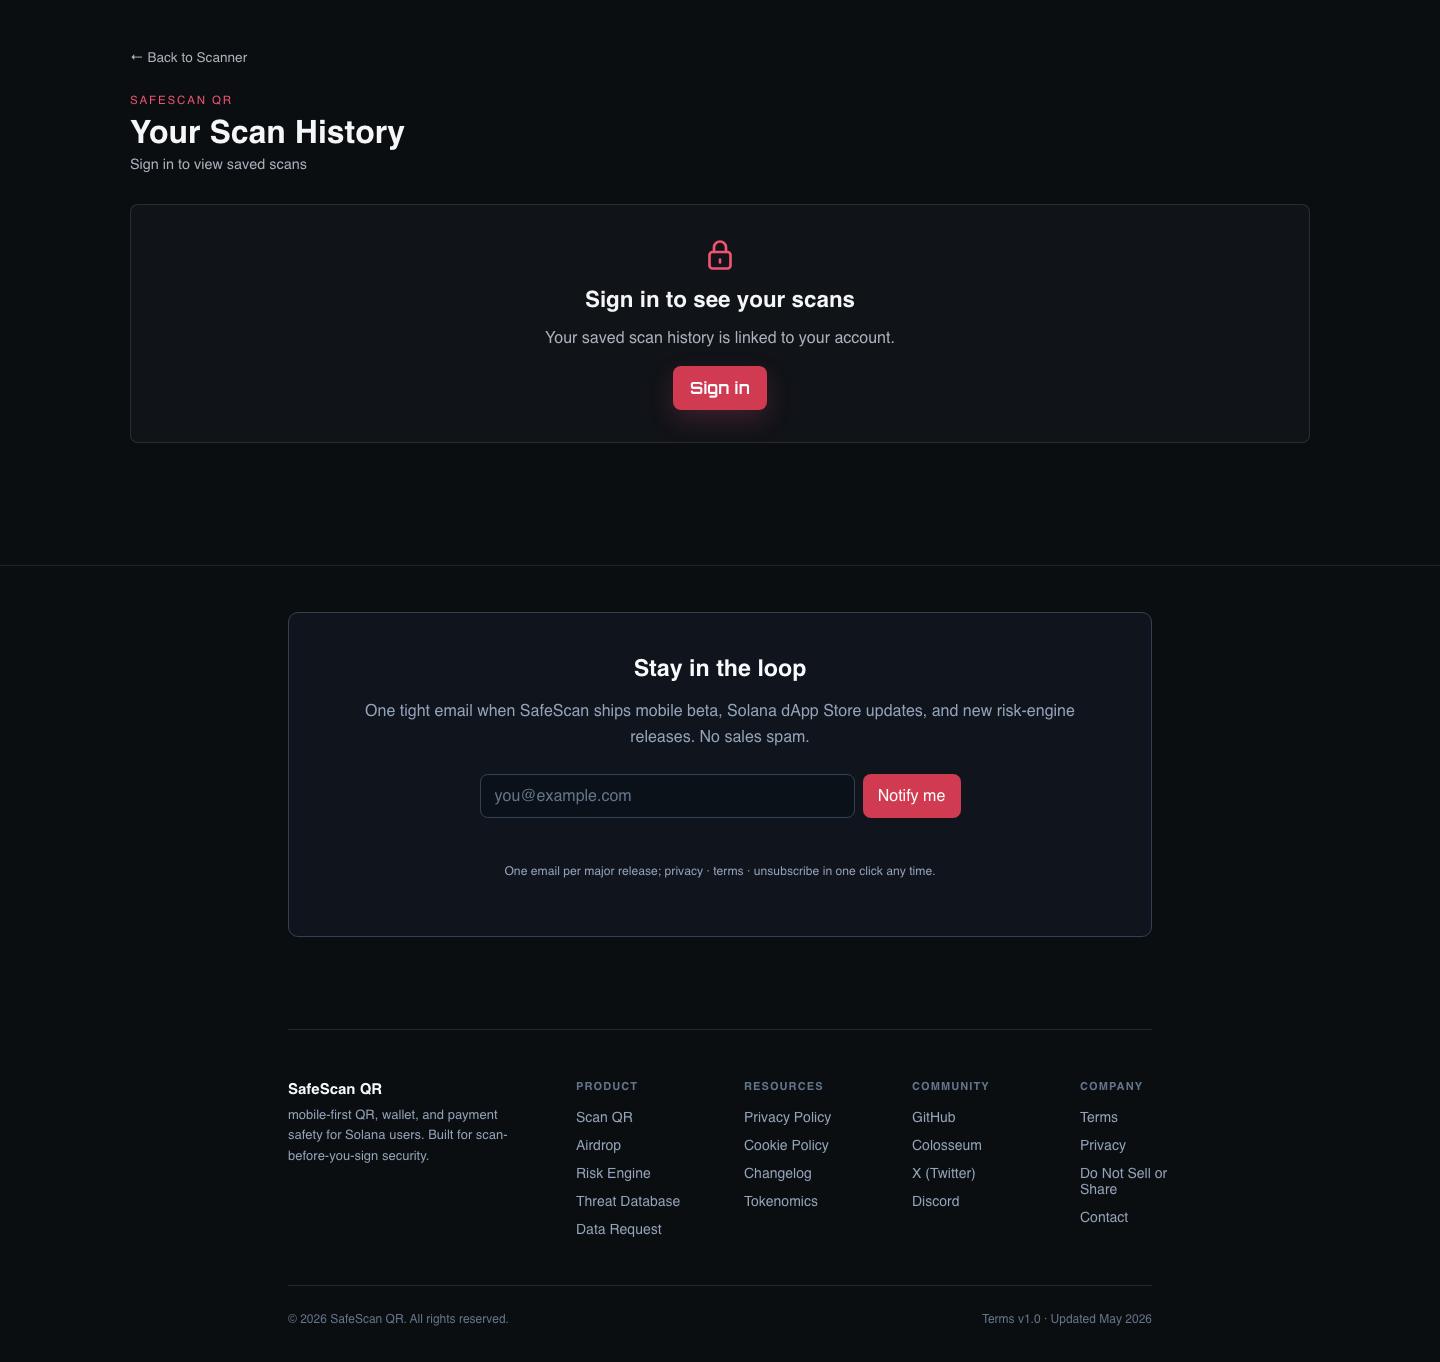 ← Back to Scanner
SAFESCAN QR
Your Scan History
Sign in to view saved scans
Sign in to see your scans
Your saved scan history is linked to your account.
Sign in
Stay in the loop
One tight email when SafeScan ships mobile beta, Solana dApp Store updates, and new risk-engine
releases. No sales spam.
you@example.com
Notify me
One email per major release; privacy · terms · unsubscribe in one click any time.
SafeScan QR
mobile-first QR, wallet, and payment
safety for Solana users. Built for scan-
before-you-sign security.
PRODUCT
Scan QR
Airdrop
Risk Engine
Threat Database
Data Request
RESOURCES
Privacy Policy
Cookie Policy
Changelog
Tokenomics
COMMUNITY
GitHub
Colosseum
X (Twitter)
Discord
COMPANY
Terms
Privacy
Do Not Sell or
Share
Contact
© 2026 SafeScan QR. All rights reserved.
Terms v1.0 · Updated May 2026